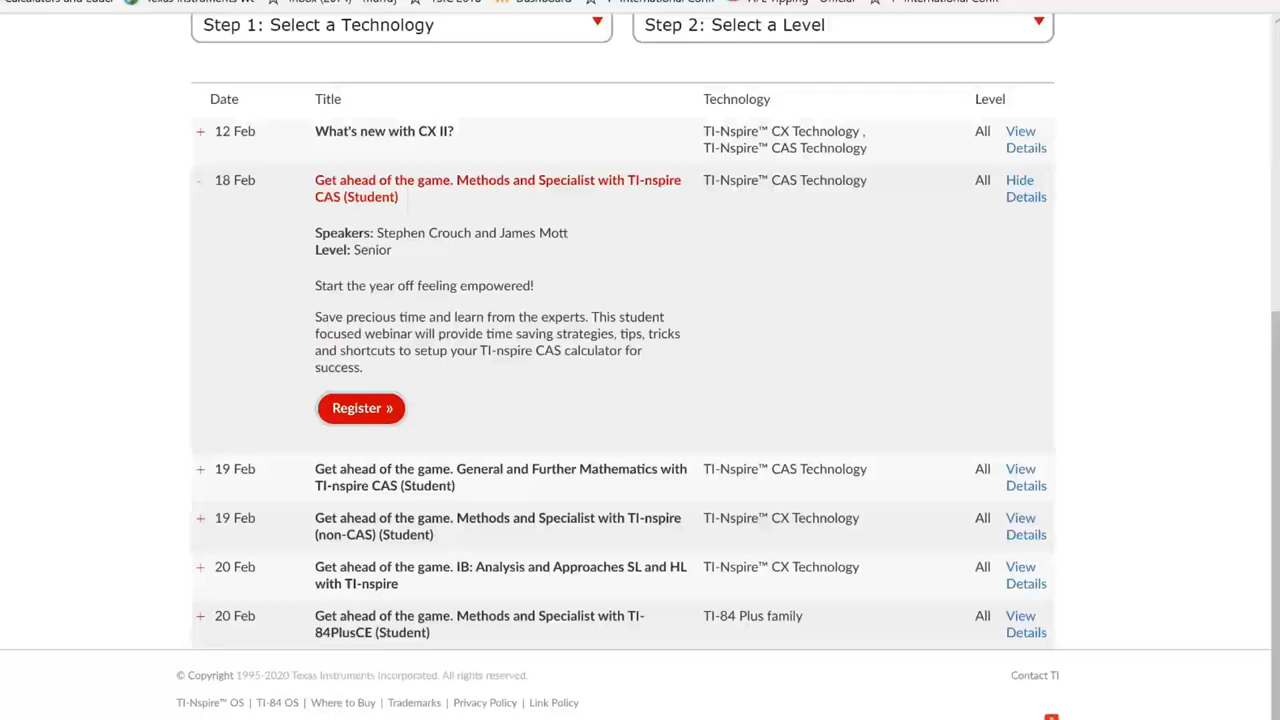 Step 1: Select a Technology
Step 2: Select a Level
Date Title Technology Level
+ 12 Feb What's new with CX II? TI-Nspire™ CX Technology , All View
TI-Nspire™ CAS Technology Details
- 18 Feb Get ahead of the game. Methods and Specialist with TI-nspire TI-Nspire™ CAS Technology All Hide
CAS (Student) Details
Speakers: Stephen Crouch and James Mott
Level: Senior
Start the year off feeling empowered!
Save precious time and learn from the experts. This student
focused webinar will provide time saving strategies, tips, tricks
and shortcuts to setup your TI-nspire CAS calculator for
success.
Register »
+ 19 Feb Get ahead of the game. General and Further Mathematics with TI-Nspire™ CAS Technology All View
TI-nspire CAS (Student) Details
+ 19 Feb Get ahead of the game. Methods and Specialist with TI-nspire TI-Nspire™ CX Technology All View
(non-CAS) (Student) Details
+ 20 Feb Get ahead of the game. IB: Analysis and Approaches SL and HL TI-Nspire™ CX Technology All View
with TI-nspire Details
+ 20 Feb Get ahead of the game. Methods and Specialist with TI- TI-84 Plus family All View
84PlusCE (Student) Details
© Copyright 1995-2020 Texas Instruments Incorporated. All rights reserved. Contact TI
TI-Nspire™ OS | TI-84 OS | Where to Buy | Trademarks | Privacy Policy | Link Policy